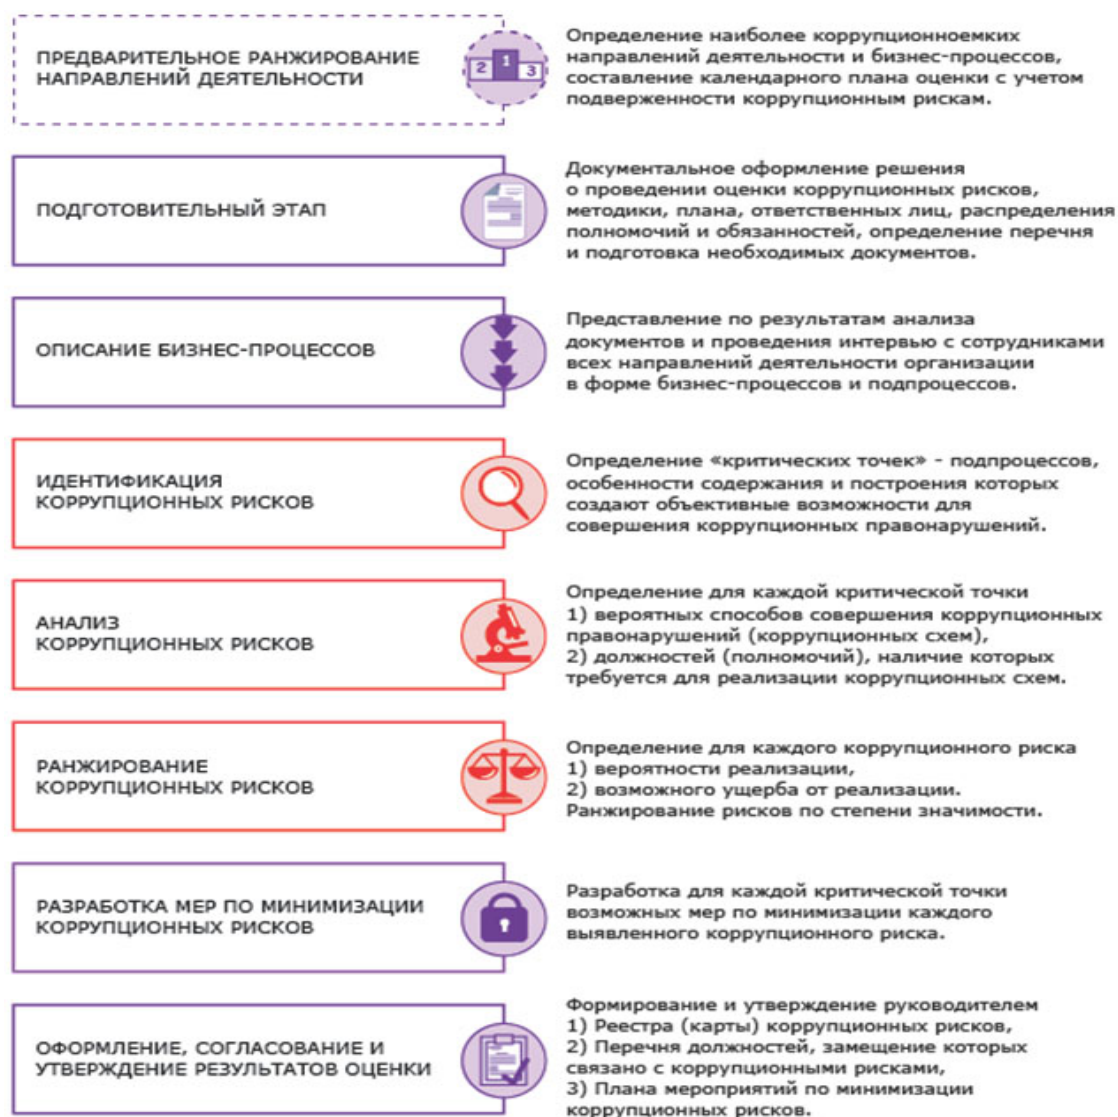 ПРЕДВАРИТЕЛЬНОЕ РАНЖИРОВАНИЕ
НАПРАВЛЕНИЙ ДЕЯТЕЛЬНОСТИ
2 1 3
Определение наиболее коррупционноемких
направлений деятельности и бизнес-процессов,
составление календарного плана оценки с учетом
подверженности коррупционным рискам.
ПОДГОТОВИТЕЛЬНЫЙ ЭТАП
Документальное оформление решения
о проведении оценки коррупционных рисков,
методики, плана, ответственных лиц, распределения
полномочий и обязанностей, определение перечня
и подготовка необходимых документов.
ОПИСАНИЕ БИЗНЕС-ПРОЦЕССОВ
Представление по результатам анализа
документов и проведения интервью с сотрудниками
всех направлений деятельности организации
в форме бизнес-процессов и подпроцессов.
ИДЕНТИФИКАЦИЯ
КОРРУПЦИОННЫХ РИСКОВ
Определение «критических точек» - подпроцессов,
особенности содержания и построения которых
создают объективные возможности для
совершения коррупционных правонарушений.
АНАЛИЗ
КОРРУПЦИОННЫХ РИСКОВ
Определение для каждой критической точки
1) вероятных способов совершения коррупционных
правонарушений (коррупционных схем),
2) должностей (полномочий), наличие которых
требуется для реализации коррупционных схем.
РАНЖИРОВАНИЕ
КОРРУПЦИОННЫХ РИСКОВ
Определение для каждого коррупционного риска
1) вероятности реализации,
2) возможного ущерба от реализации.
Ранжирование рисков по степени значимости.
РАЗРАБОТКА МЕР ПО МИНИМИЗАЦИИ
КОРРУПЦИОННЫХ РИСКОВ
Разработка для каждой критической точки
возможных мер по минимизации каждого
выявленного коррупционного риска.
ОФОРМЛЕНИЕ, СОГЛАСОВАНИЕ И
УТВЕРЖДЕНИЕ РЕЗУЛЬТАТОВ ОЦЕНКИ
Формирование и утверждение руководителем
1) Реестра (карты) коррупционных рисков,
2) Перечня должностей, замещение которых
связано с коррупционными рисками,
3) Плана мероприятий по минимизации
коррупционных рисков.